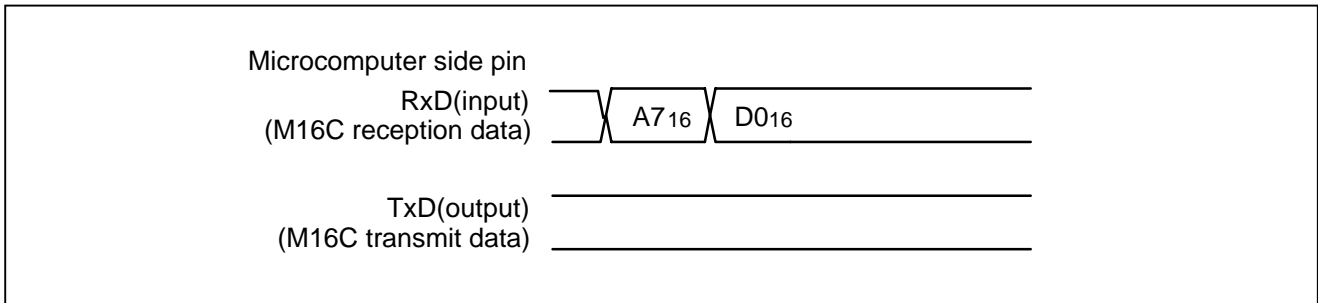 Microcomputer side pin
RxD(input)
(M16C reception data)
A716 D016
TxD(output)
(M16C transmit data)